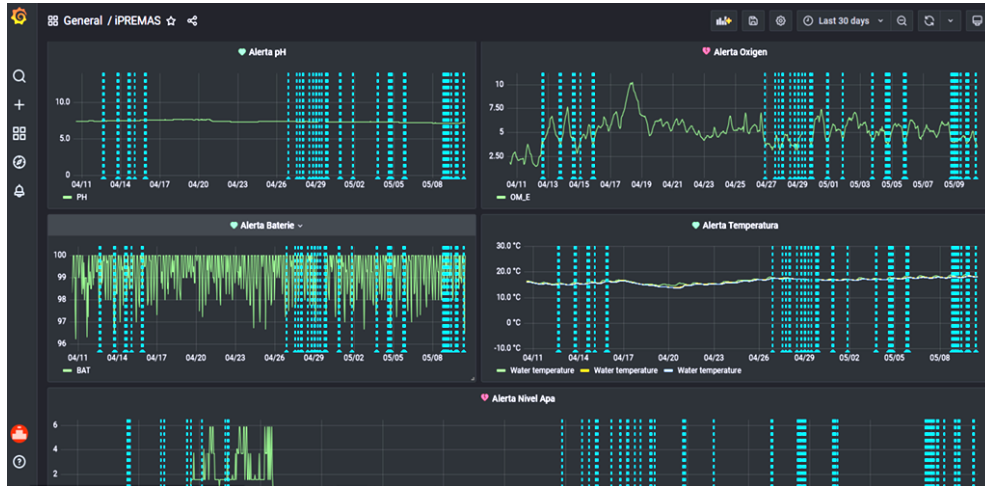 General / iPREMAS
Last 30 days
Alerta pH
10.0
5.0
0
04/11 04/14 04/17 04/20 04/23 04/26 04/29 05/02 05/05 05/08
PH
Alerta Oxigen
10
7.50
5
2.50
04/11 04/13 04/15 04/17 04/19 04/21 04/23 04/25 04/27 04/29 05/01 05/03 05/05 05/07 05/09
OM_E
Alerta Baterie
100
99
98
97
96
04/11 04/14 04/17 04/20 04/23 04/26 04/29 05/02 05/05 05/08
BAT
Alerta Temperatura
30.0 °C
20.0 °C
10.0 °C
0 °C
-10.0 °C
04/11 04/14 04/17 04/20 04/23 04/26 04/29 05/02 05/05 05/08
Water temperature Water temperature Water temperature
Alerta Nivel Apa
6
4
2